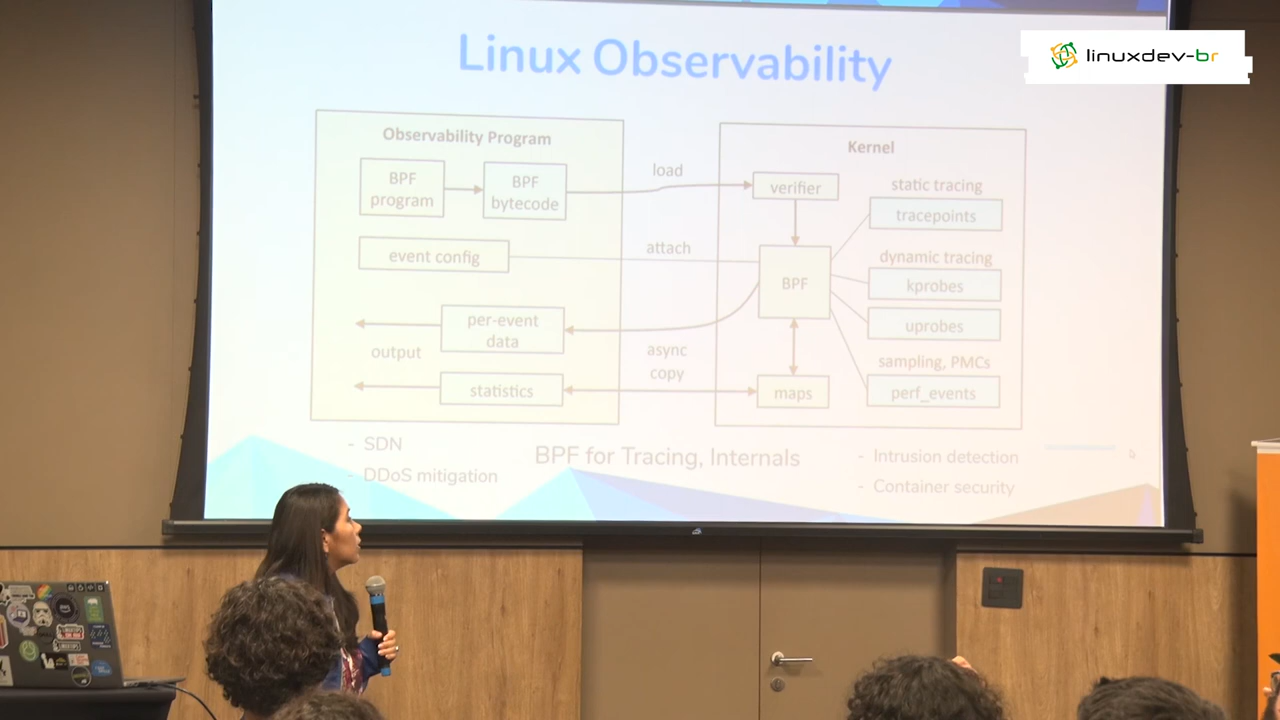 Linux Observability
linuxdev-br
Observability Program
BPF
program
BPF
bytecode
event config
per-event
data
output
statistics
load
attach
async
copy
Kernel
verifier
BPF
maps
static tracing
tracepoints
dynamic tracing
kprobes
uprobes
sampling, PMCs
perf_events
- SDN
- DDoS mitigation
BPF for Tracing, Internals
- Intrusion detection
- Container security